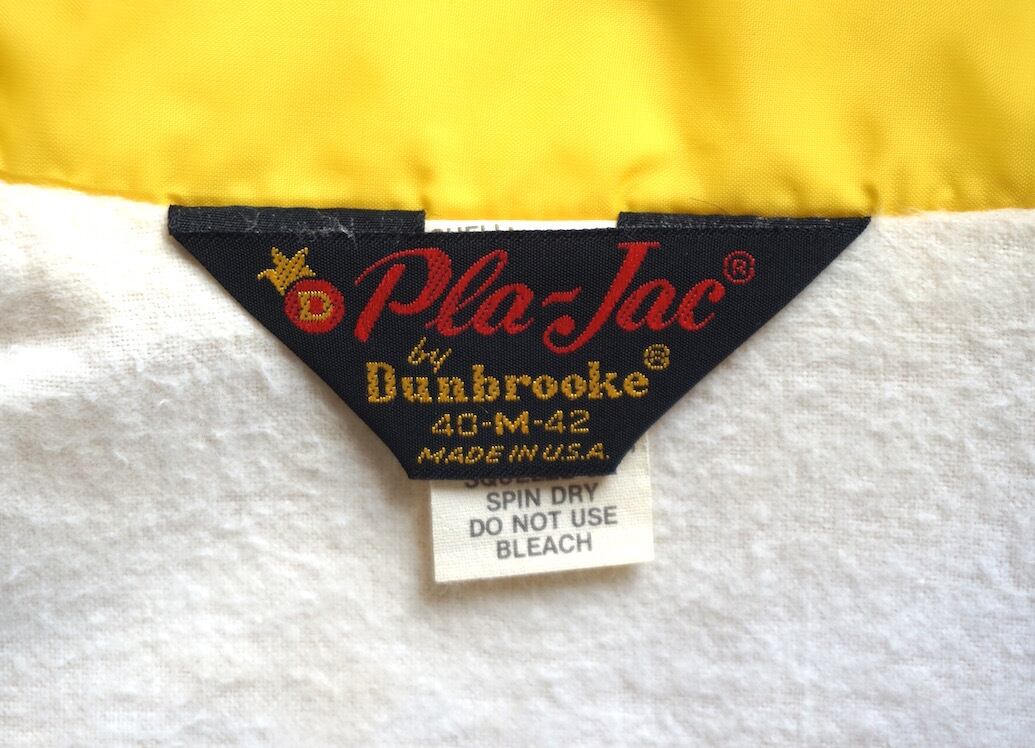 D
Pla-Jac®
by
Dunbrooke®
40-M-42
MADE IN U.S.A.
SPIN DRY
DO NOT USE
BLEACH